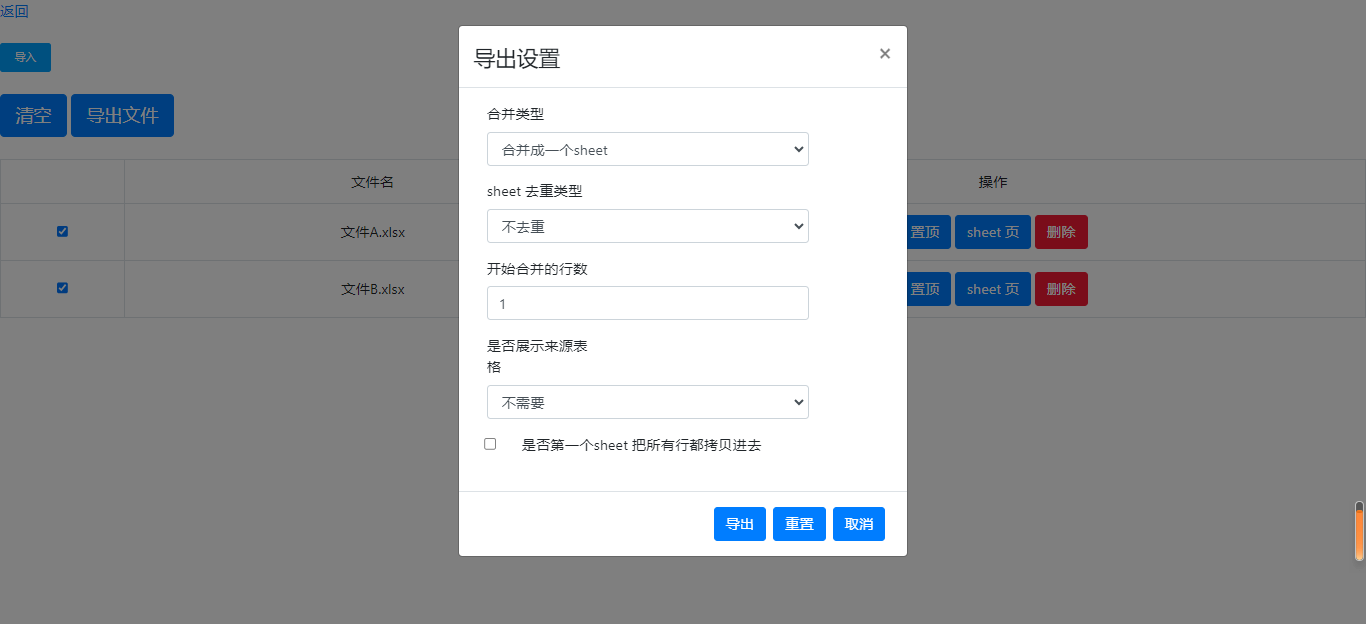 返回
导入
清空 导出文件
文件名 操作
文件A.xlsx 置顶 sheet 页 删除
文件B.xlsx 置顶 sheet 页 删除
导出设置 ×
合并类型
合并成一个sheet
sheet 去重类型
不去重
开始合并的行数
1
是否展示来源表
格
不需要
是否第一个sheet 把所有行都拷贝进去
导出 重置 取消